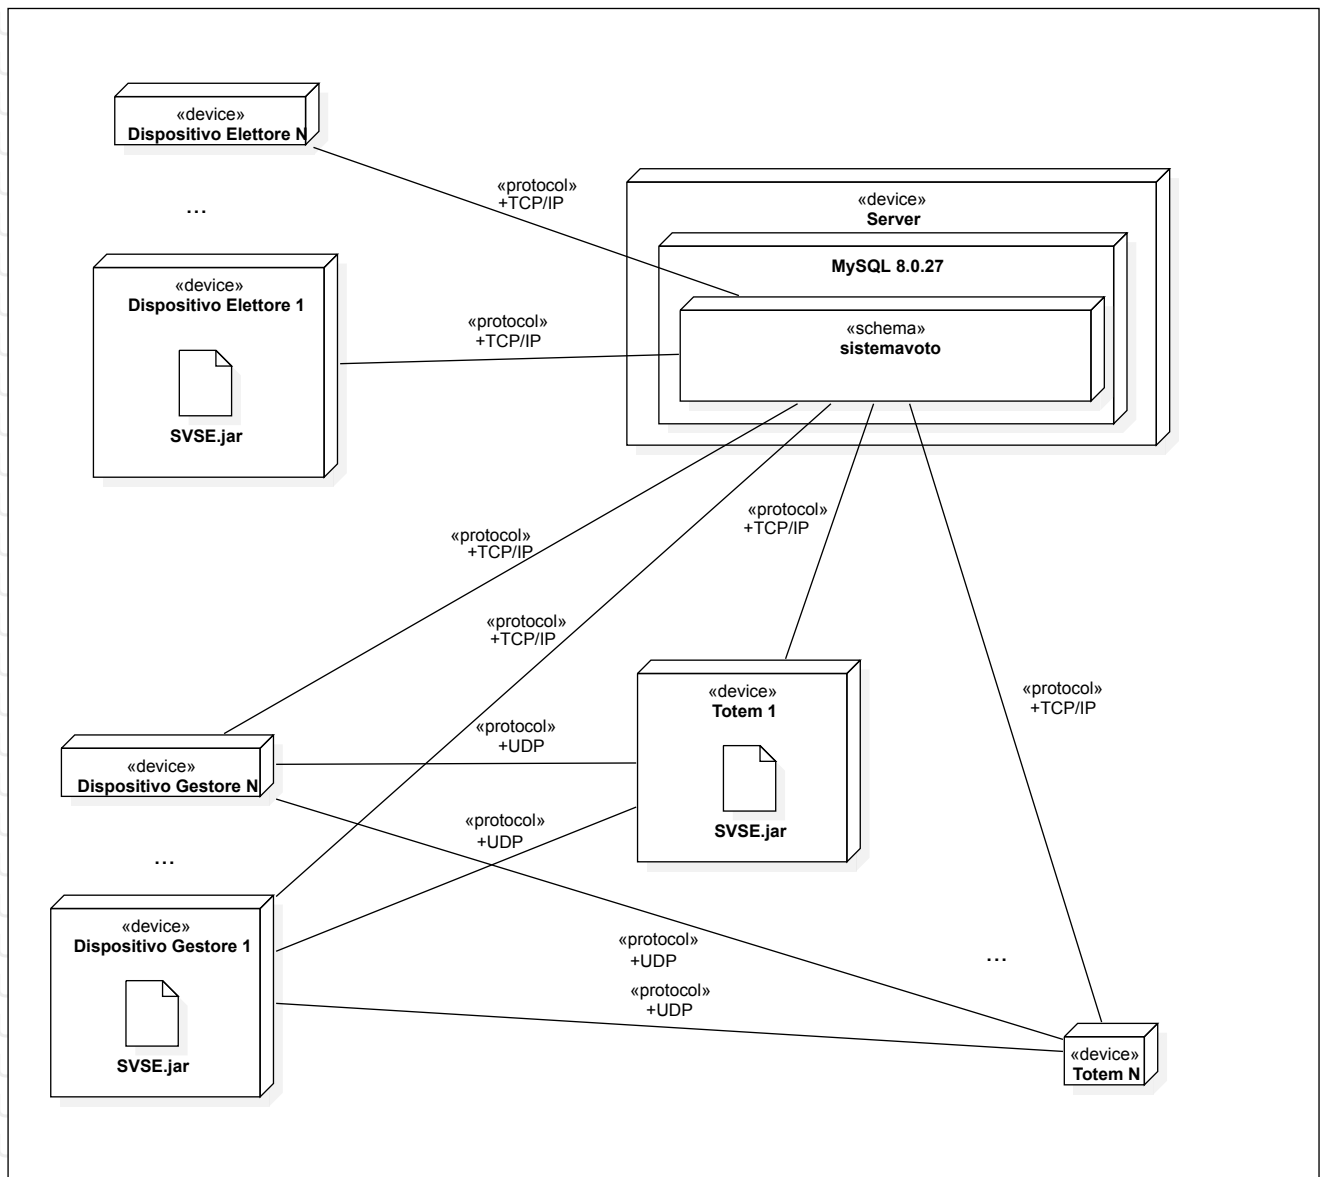 «device»
Dispositivo Elettore N
...
«protocol»
+TCP/IP
«device»
Server
MySQL 8.0.27
«schema»
sistemavoto
«device»
Dispositivo Elettore 1
SVSE.jar
«protocol»
+TCP/IP
«protocol»
+TCP/IP
«protocol»
+TCP/IP
«protocol»
+TCP/IP
«protocol»
+TCP/IP
«device»
Totem 1
SVSE.jar
«protocol»
+UDP
«device»
Dispositivo Gestore N
...
«protocol»
+UDP
«device»
Dispositivo Gestore 1
SVSE.jar
«protocol»
+UDP
«protocol»
+UDP
...
«device»
Totem N